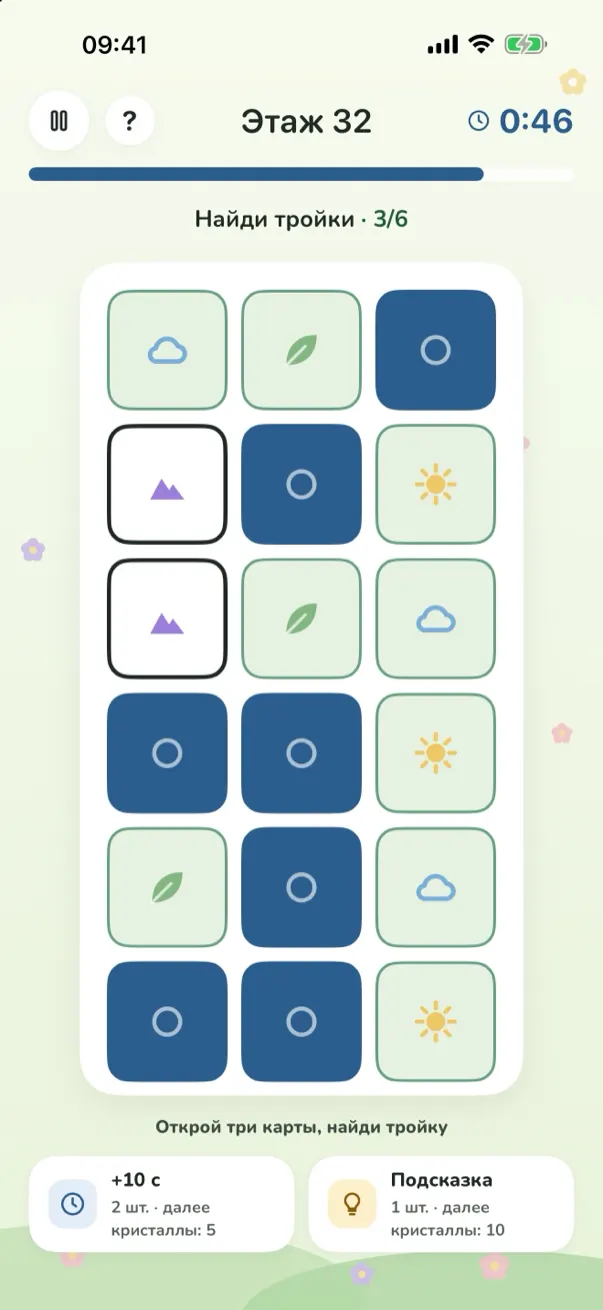 09:41
?
Этаж 32
0:46
Найди тройки · 3/6
Открой три карты, найди тройку
+10 с
2 шт. · далее
кристаллы: 5
Подсказка
1 шт. · далее
кристаллы: 10